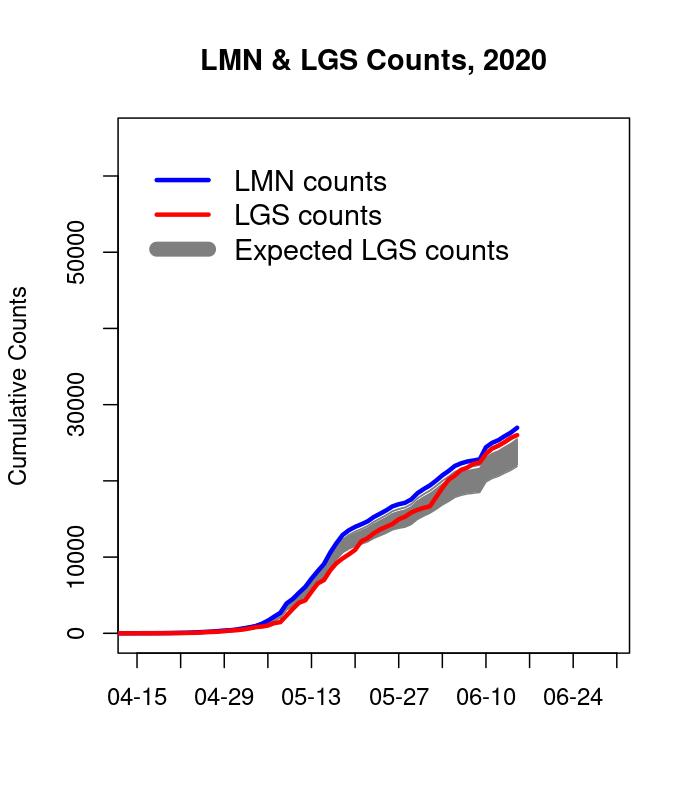 LMN & LGS Counts, 2020
LMN counts
LGS counts
Expected LGS counts
Cumulative Counts
50000
30000
10000
0
04-15 04-29 05-13 05-27 06-10 06-24